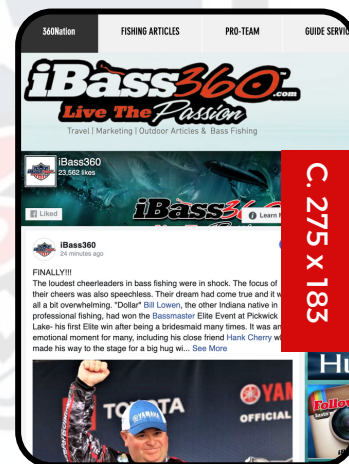 360Nation
FISHING ARTICLES
PRO-TEAM
GUIDE SERVIC
iBass360.com
Live The Passion
Travel | Marketing | Outdoor Articles & Bass Fishing
iBass360
23,562 likes
Liked
iBass3
Learn
C. 275 x 183
iBass360
24 minutes ago
FINALLY!!!
The loudest cheerleaders in bass fishing were in shock. The focus of
their cheers was also speechless. Their dream had come true and it w
all a bit overwhelming. "Dollar" Bill Lowen, the other Indiana native in
professional fishing, had won the Bassmaster Elite Event at Pickwick
Lake- his first Elite win after being a bridesmaid many times. It was an
emotional moment for many, including his close friend Hank Cherry wh
made his way to the stage for a big hug wi... See More
Hu
Follow
TOYOTA
YAMAHA
YAM
OFFICIAL